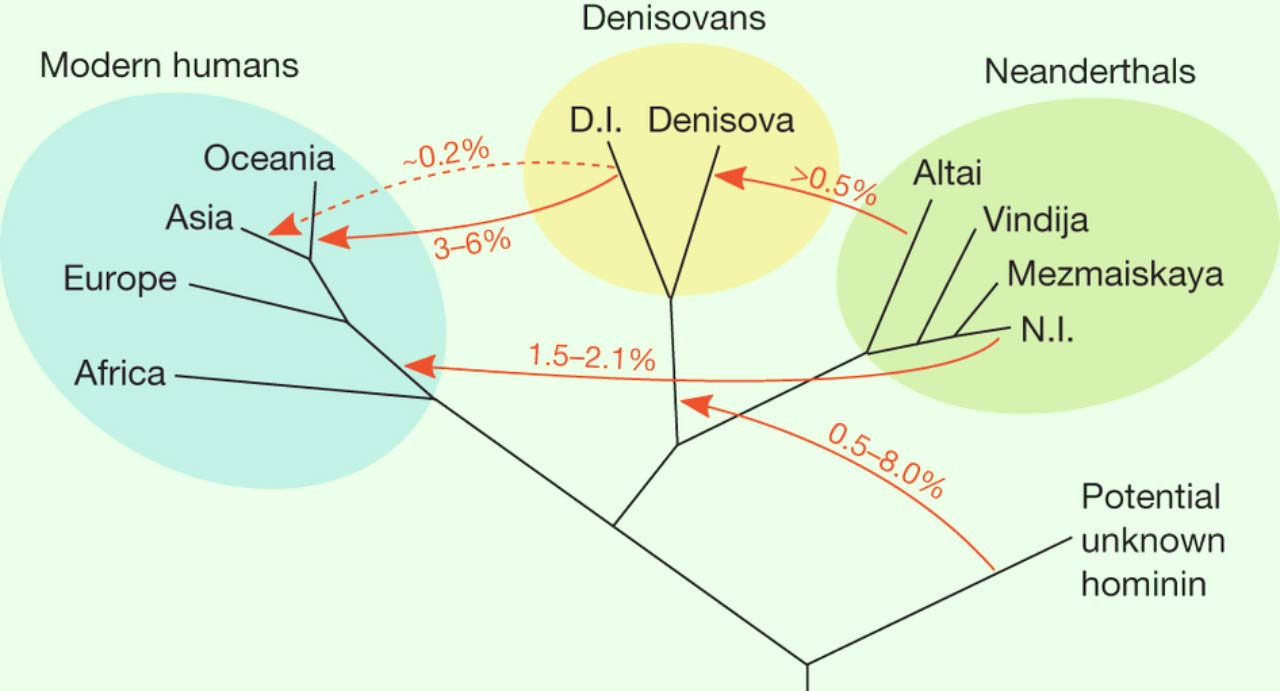 Denisovans
Modern humans
Neanderthals
D.I. Denisova
Oceania
~0.2%
>0.5%
Altai
Asia
Vindija
3–6%
Europe
Mezmaiskaya
N.I.
1.5–2.1%
Africa
0.5–8.0%
Potential
unknown
hominin